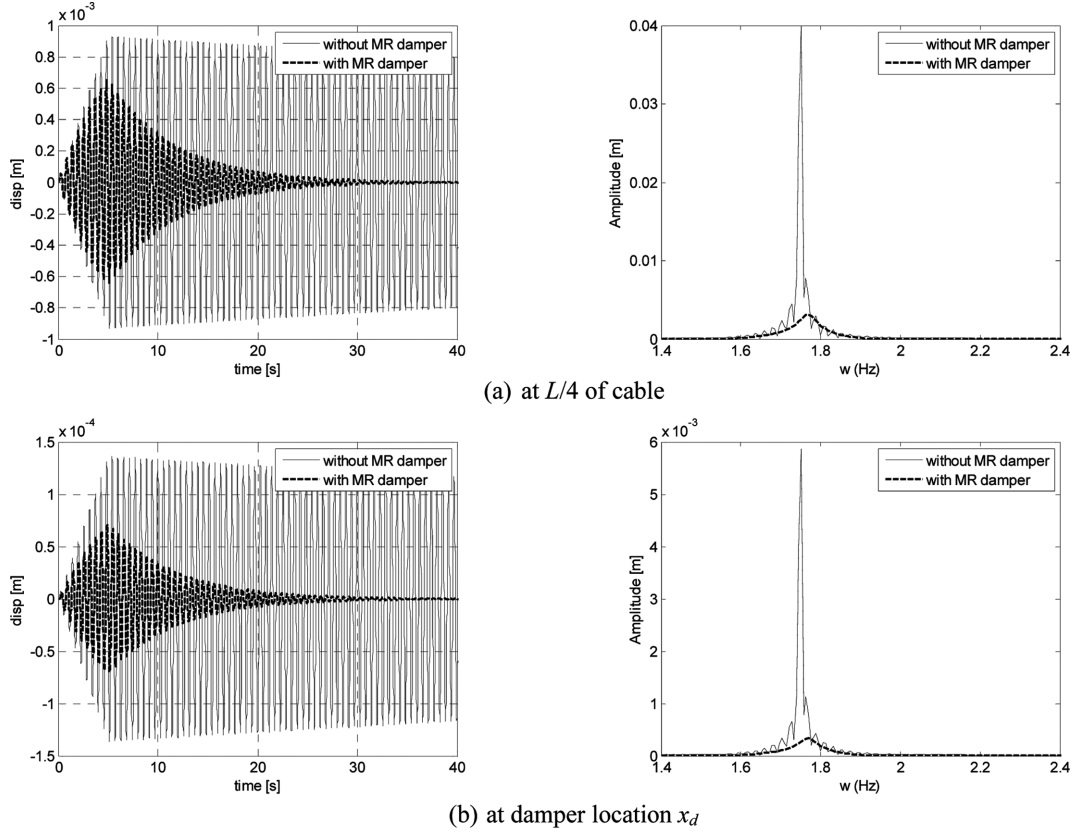 x 10-3
1
0.8
0.6
0.4
0.2
0
-0.2
-0.4
-0.6
-0.8
-1
disp [m]
without MR damper
with MR damper
0 10 20 30 40
time [s]
0.04
0.03
0.02
0.01
0
Amplitude [m]
without MR damper
with MR damper
1.4 1.6 1.8 2 2.2 2.4
w (Hz)
(a) at L/4 of cable
x 10-4
1.5
1
0.5
0
-0.5
-1
-1.5
disp [m]
without MR damper
with MR damper
0 10 20 30 40
time [s]
x 10-3
6
5
4
3
2
1
0
Amplitude [m]
without MR damper
with MR damper
1.4 1.6 1.8 2 2.2 2.4
w (Hz)
(b) at damper location xd